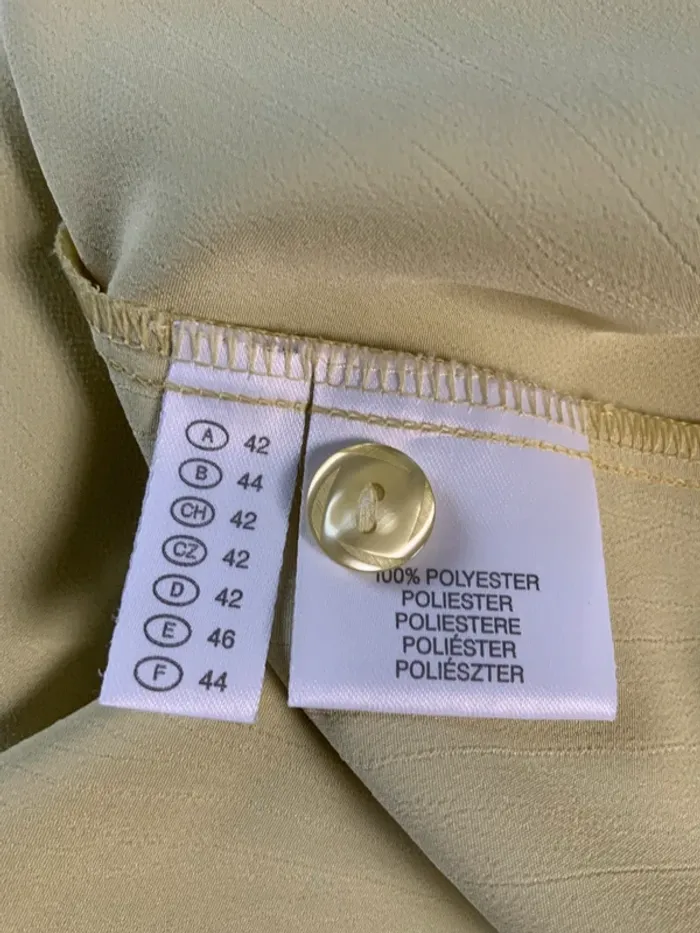 A 42
B 44
CH 42
CZ 42
D 42
E 46
F 44
100% POLYESTER
POLIESTER
POLIESTERE
POLIÉSTER
POLIÉSZTER